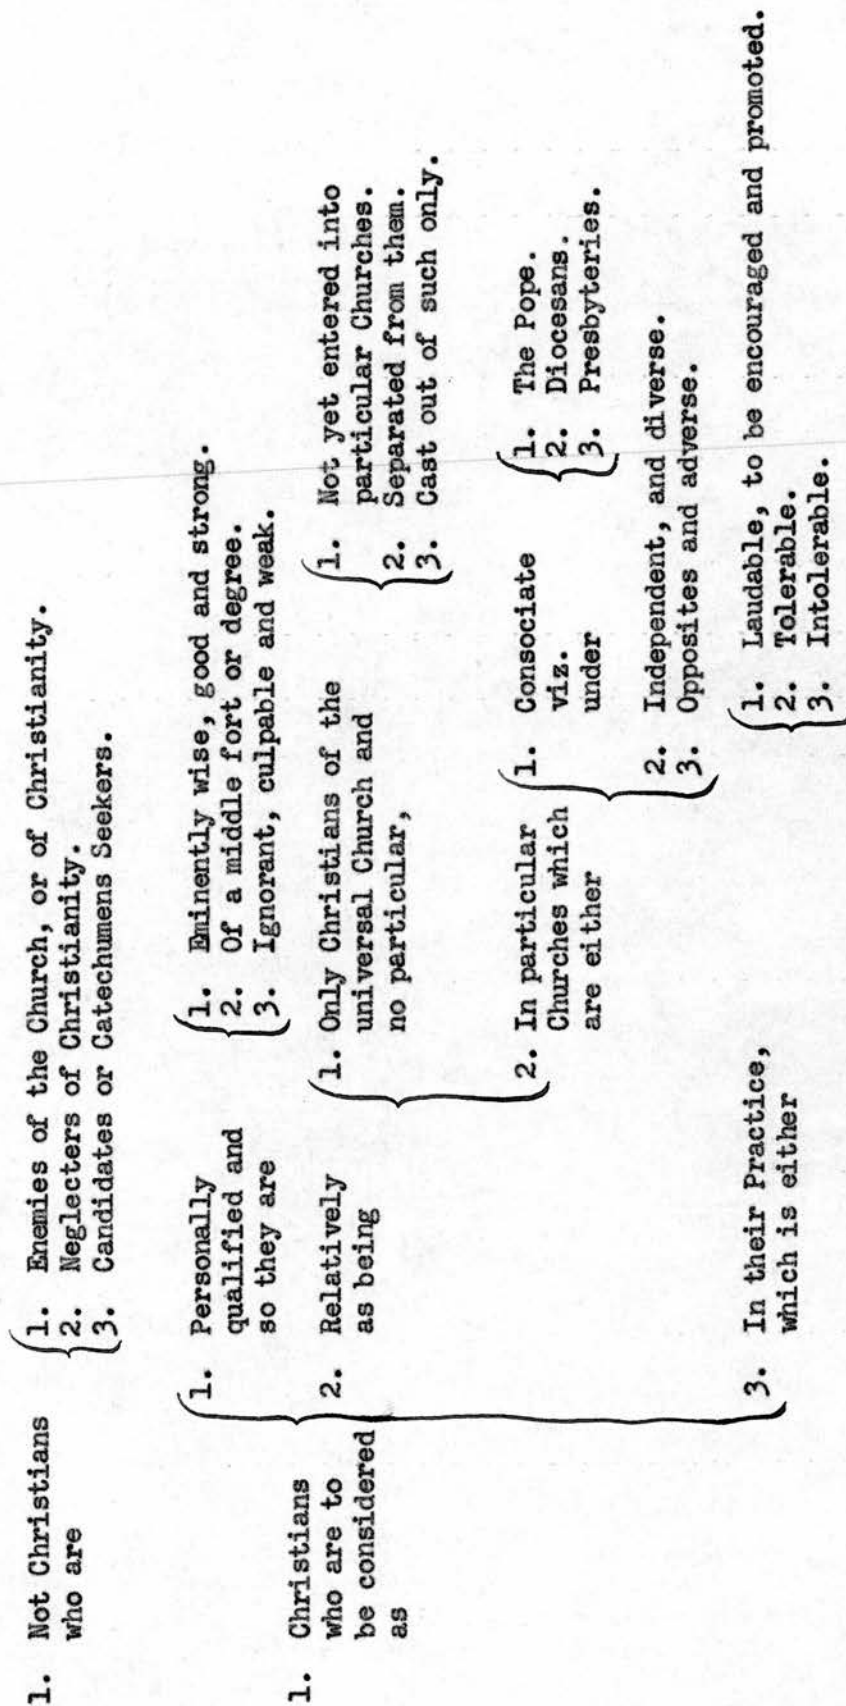 1. Not Christians
who are
1. Enemies of the Church, or of Christianity.
2. Neglecters of Christianity.
3. Candidates or Catechumens Seekers.
1. Christians
who are to
be considered
as
1. Personally
qualified and
so they are
1. Eminently wise, good and strong.
2. Of a middle fort or degree.
3. Ignorant, culpable and weak.
2. Relatively
as being
1. Only Christians of the
universal Church and
no particular,
1. Not yet entered into
particular Churches.
2. Separated from them.
3. Cast out of such only.
2. In particular
Churches which
are either
1. Consociate
viz.
under
1. The Pope.
2. Diocesans.
3. Presbyteries.
2. Independent, and diverse.
3. Opposites and adverse.
3. In their Practice,
which is either
1. Laudable, to be encouraged and promoted.
2. Tolerable.
3. Intolerable.